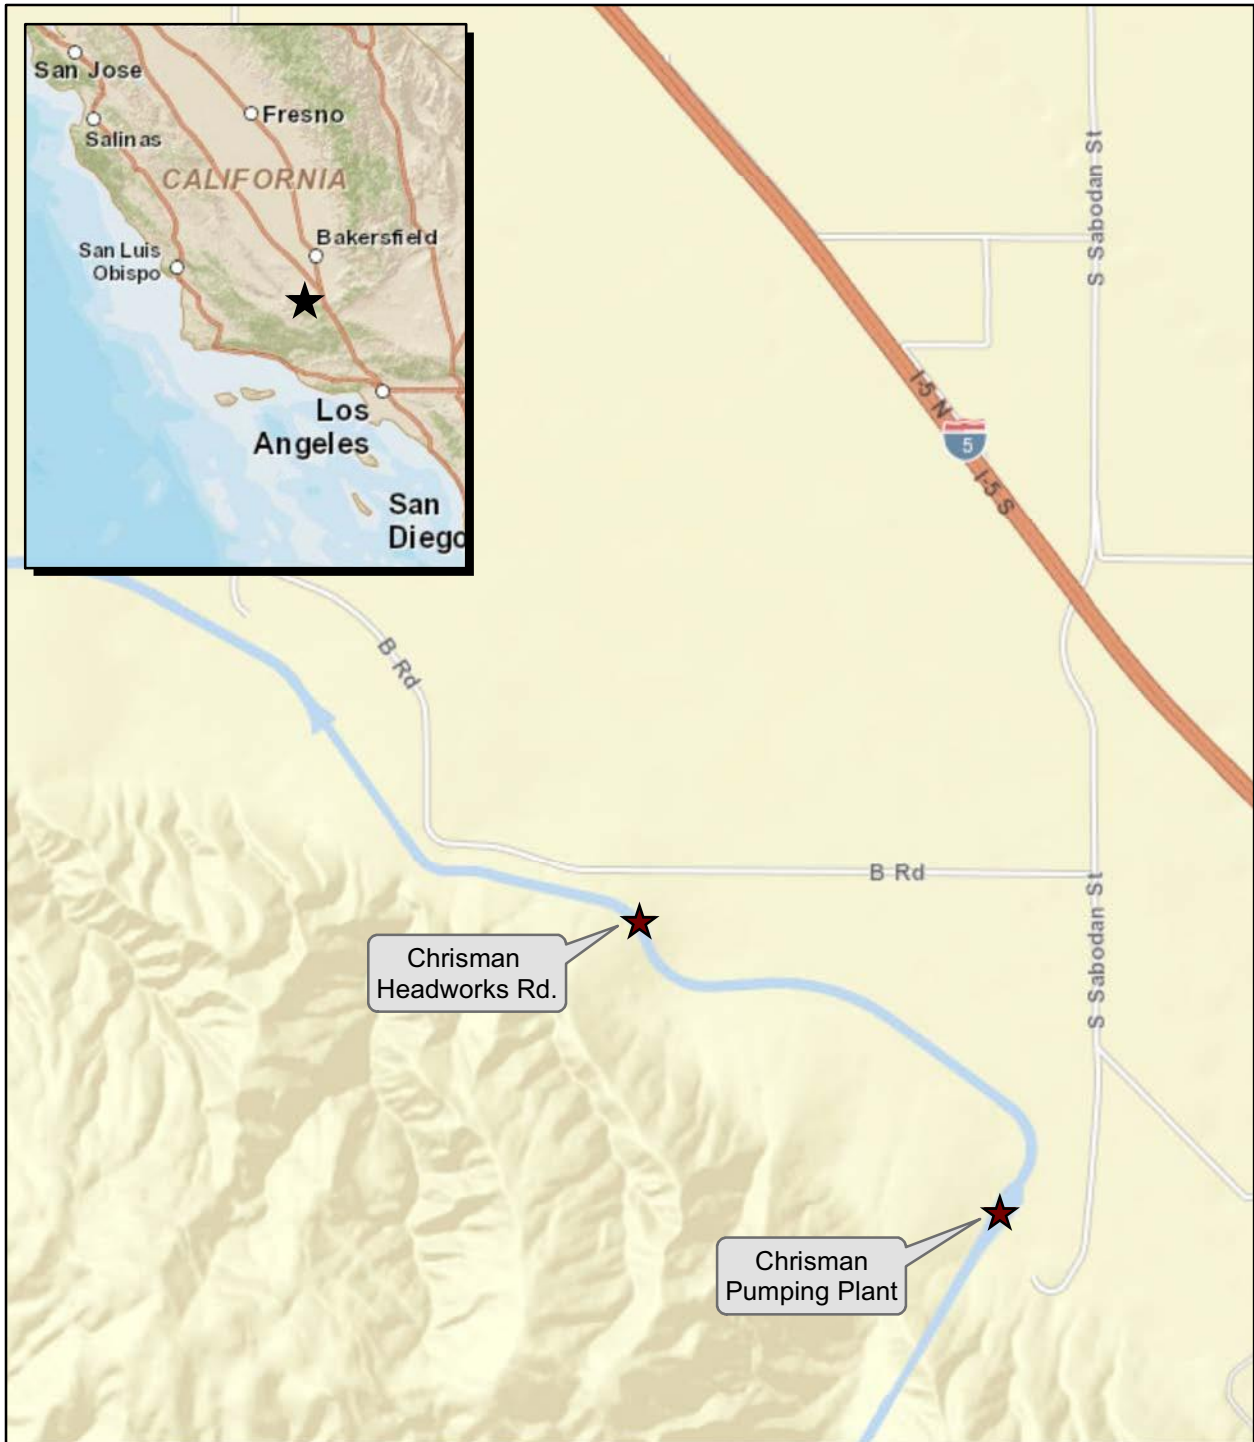 San Jose
Fresno
Salinas
CALIFORNIA
Bakersfield
San Luis
Obispo
Los
Angeles
San
Diego
S Sabodan St
I-5 N
5
I-5 S
B Rd
B Rd
S Sabodan St
Chrisman
Headworks Rd.
Chrisman
Pumping Plant